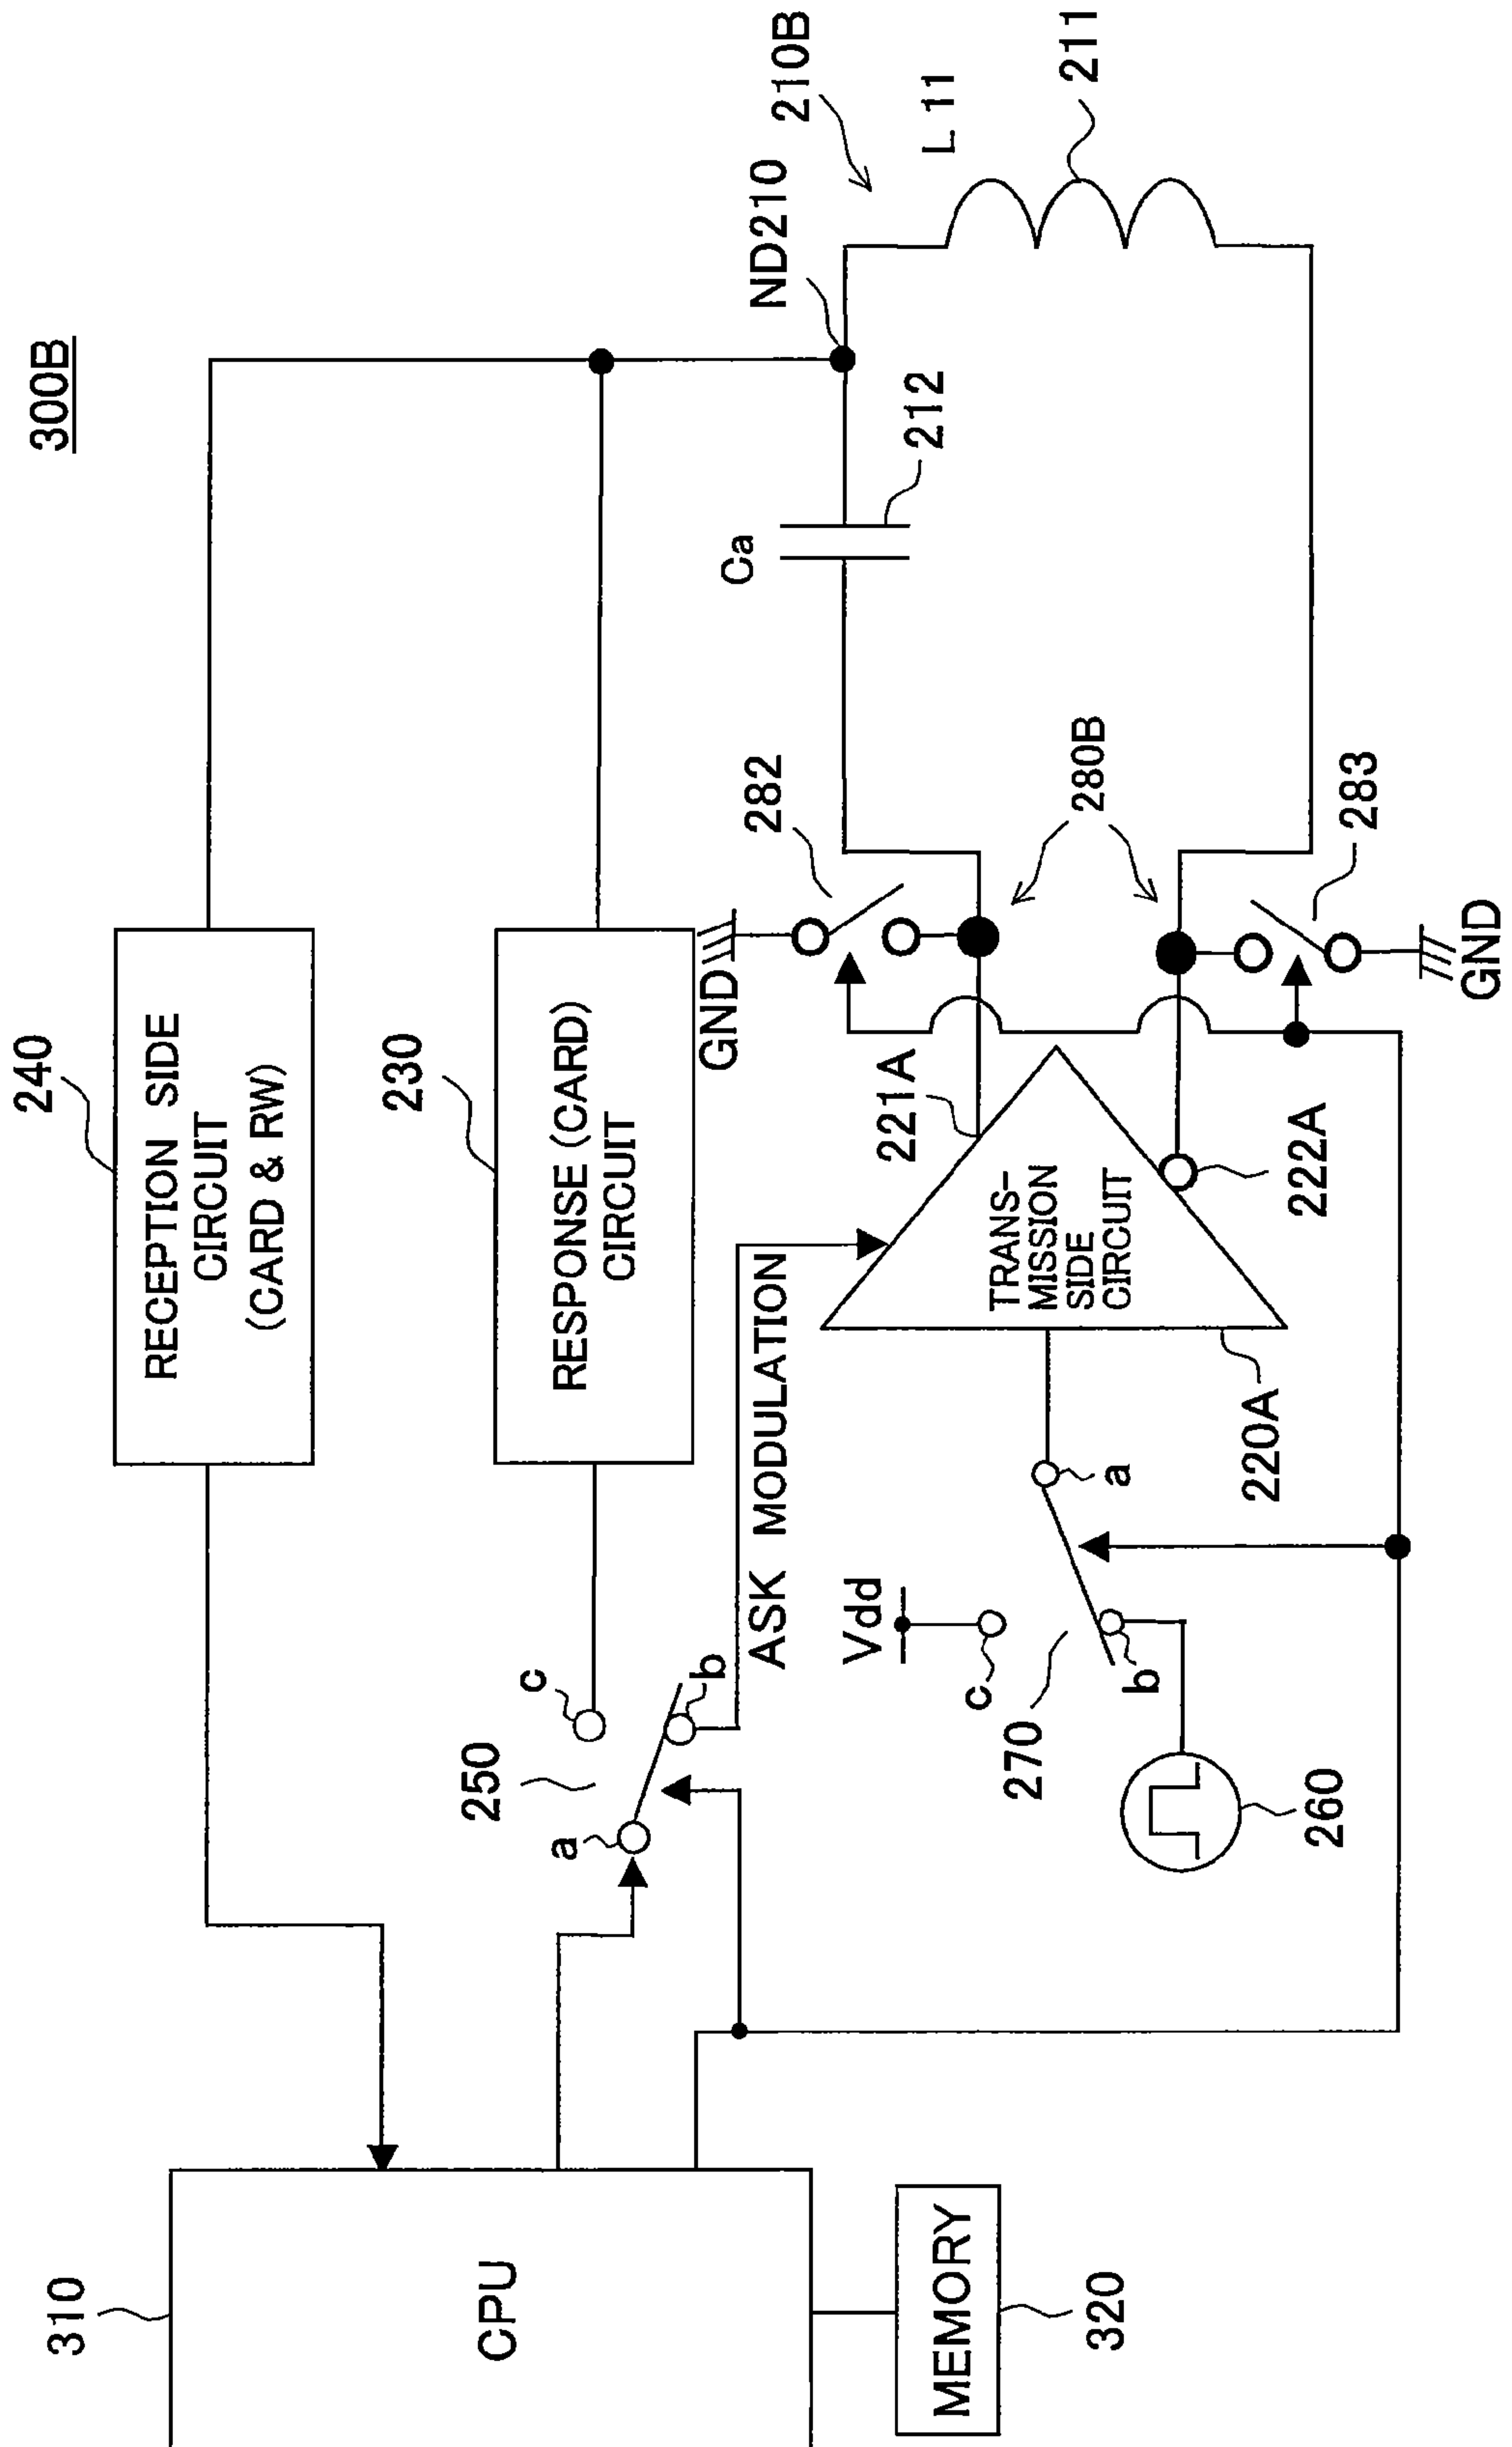 300B
240
RECEPTION SIDE
CIRCUIT
(CARD & RW)
310
CPU
MEMORY
320
230
RESPONSE (CARD)
CIRCUIT
250
a
b
c
ASK MODULATION
GND
282
Ca
212
ND210
210B
L 11
211
Vdd
c
270
b
a
260
TRANS-
MISSION
SIDE
CIRCUIT
221A
222A
220A
280B
283
GND